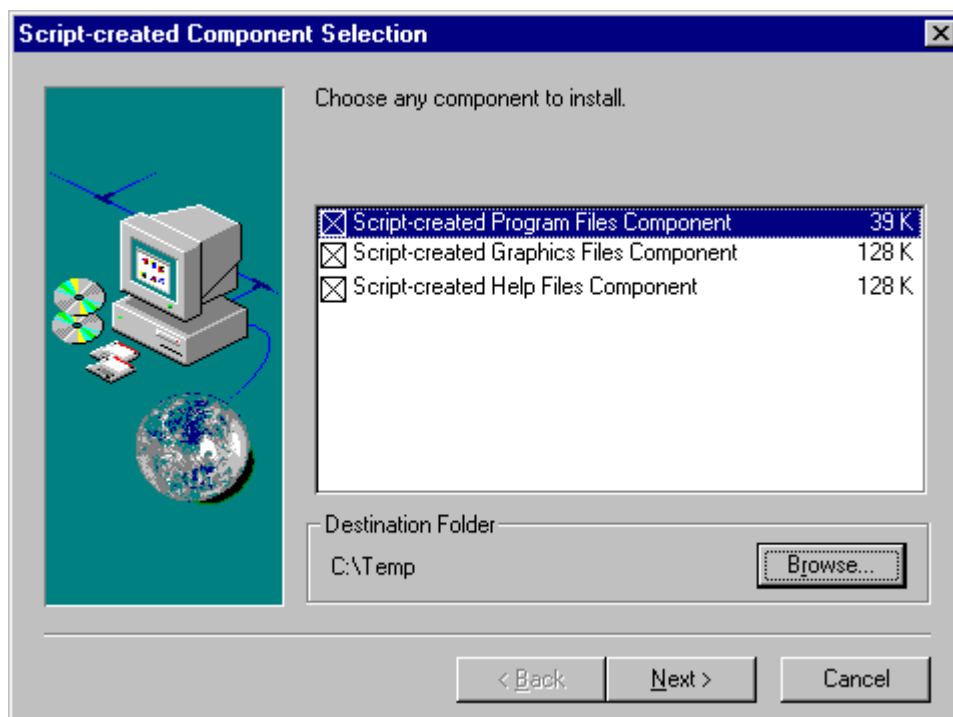 Script-created Component Selection
Choose any component to install.
Script-created Program Files Component 39 K
Script-created Graphics Files Component 128 K
Script-created Help Files Component 128 K
Destination Folder
C:\Temp
Browse...
< Back Next > Cancel